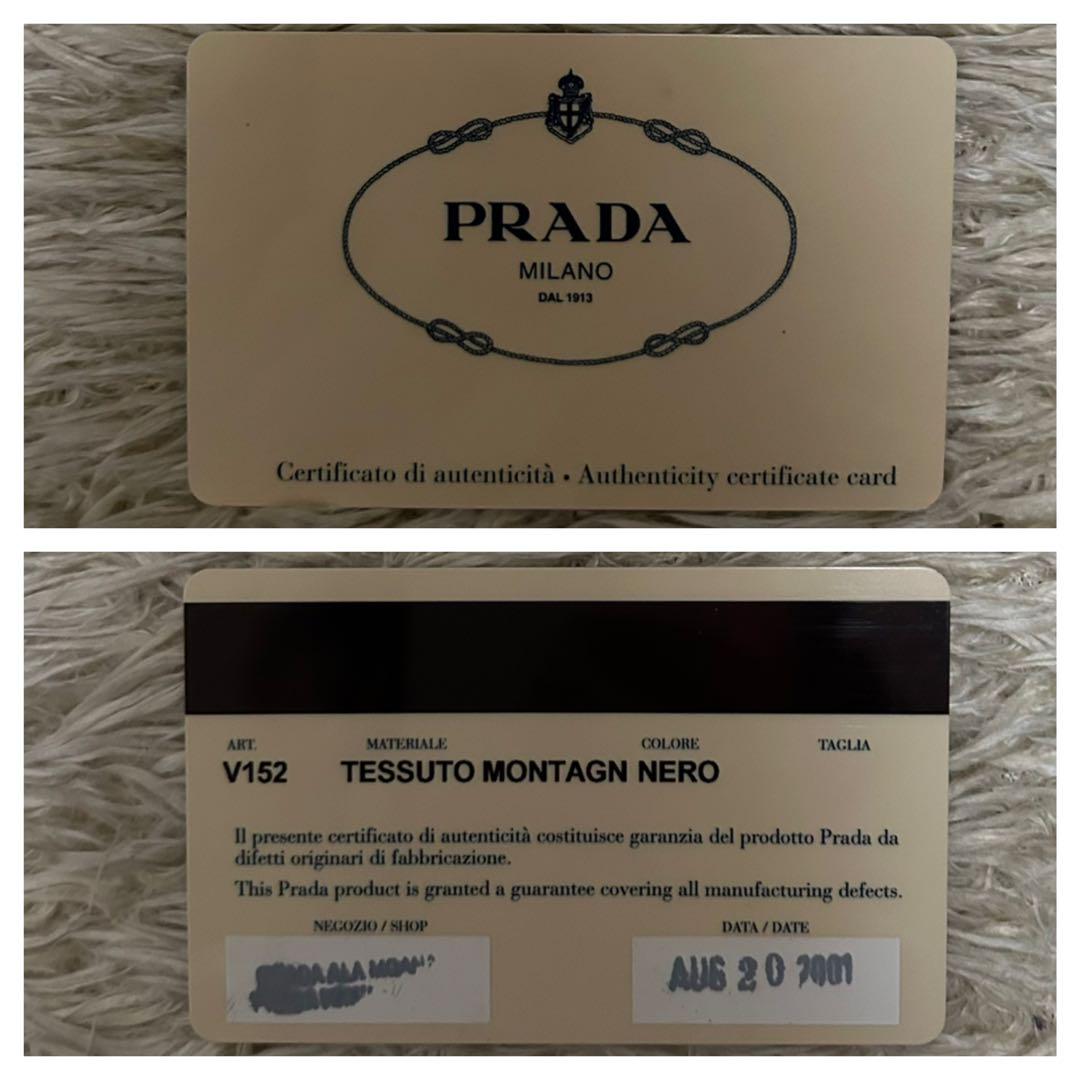 PRADA
MILANO
DAL 1913
Certificato di autenticità • Authenticity certificate card
ART. MATERIALE COLORE TAGLIA
V152 TESSUTO MONTAGN NERO
Il presente certificato di autenticità costituisce garanzia del prodotto Prada da
difetti originari di fabbricazione.
This Prada product is granted a guarantee covering all manufacturing defects.
NEGOZIO / SHOP DATA / DATE
ALA AUG 20 2001